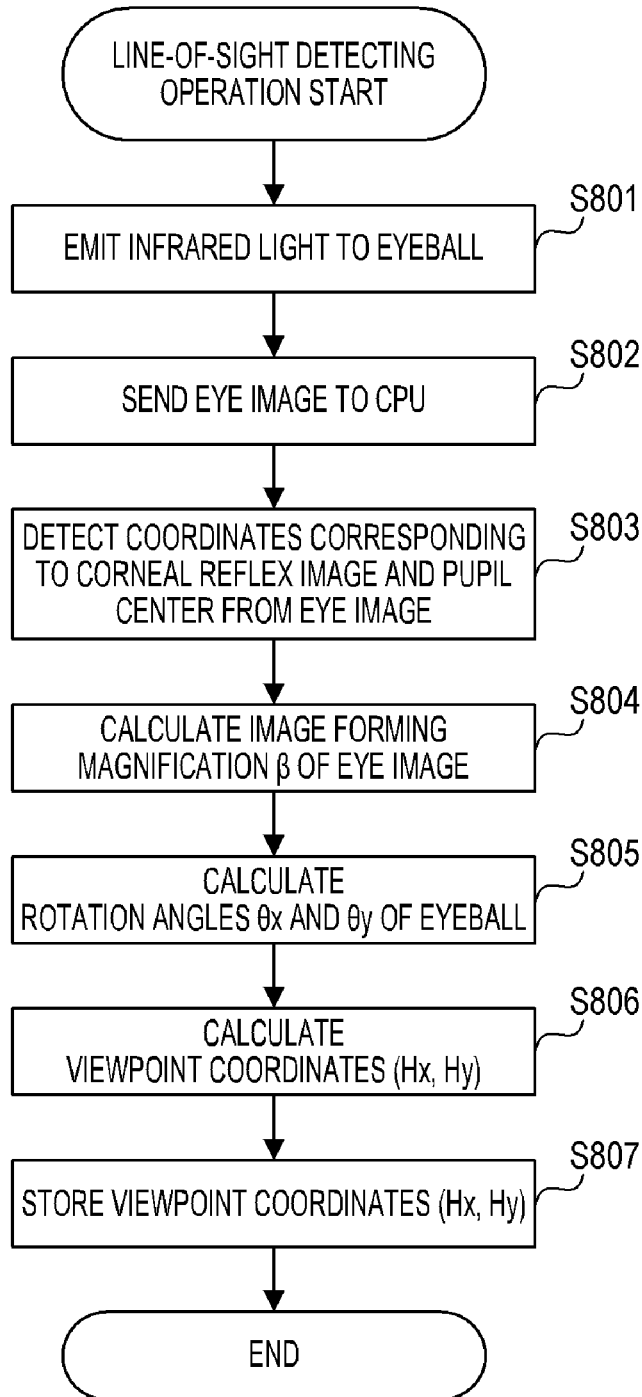 LINE-OF-SIGHT DETECTING
OPERATION START
S801
EMIT INFRARED LIGHT TO EYEBALL
S802
SEND EYE IMAGE TO CPU
S803
DETECT COORDINATES CORRESPONDING
TO CORNEAL REFLEX IMAGE AND PUPIL
CENTER FROM EYE IMAGE
S804
CALCULATE IMAGE FORMING
MAGNIFICATION β OF EYE IMAGE
S805
CALCULATE
ROTATION ANGLES θx AND θy OF EYEBALL
S806
CALCULATE
VIEWPOINT COORDINATES (Hx, Hy)
S807
STORE VIEWPOINT COORDINATES (Hx, Hy)
END